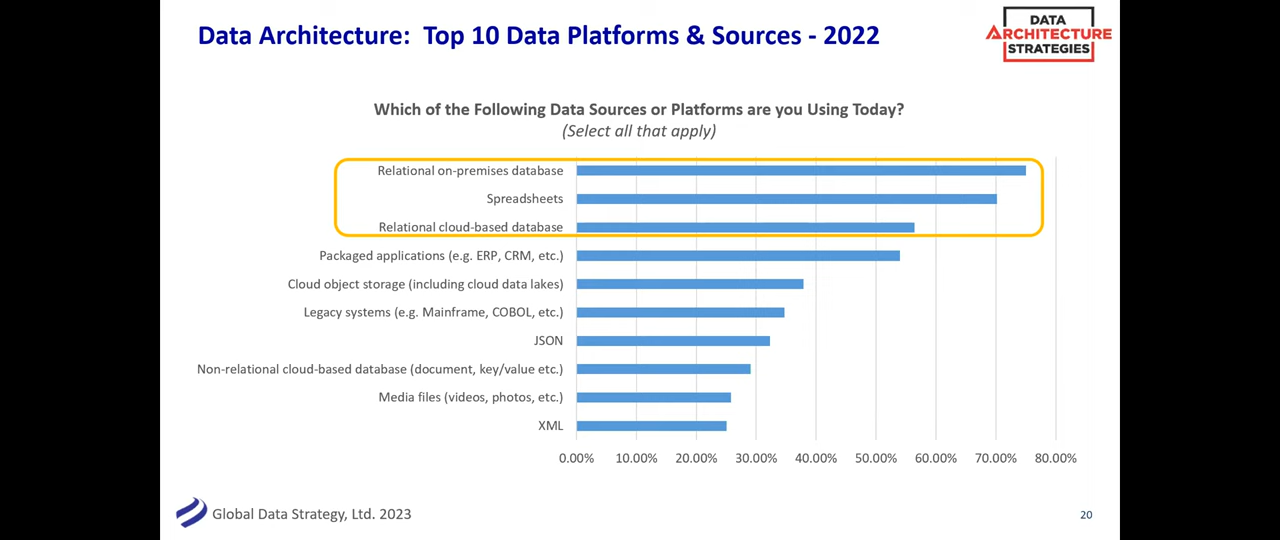 Data Architecture: Top 10 Data Platforms & Sources - 2022
DATA
ARCHITECTURE
STRATEGIES
Which of the Following Data Sources or Platforms are you Using Today?
(Select all that apply)
Relational on-premises database
Spreadsheets
Relational cloud-based database
Packaged applications (e.g. ERP, CRM, etc.)
Cloud object storage (including cloud data lakes)
Legacy systems (e.g. Mainframe, COBOL, etc.)
JSON
Non-relational cloud-based database (document, key/value etc.)
Media files (videos, photos, etc.)
XML
0.00% 10.00% 20.00% 30.00% 40.00% 50.00% 60.00% 70.00% 80.00%
Global Data Strategy, Ltd. 2023
20